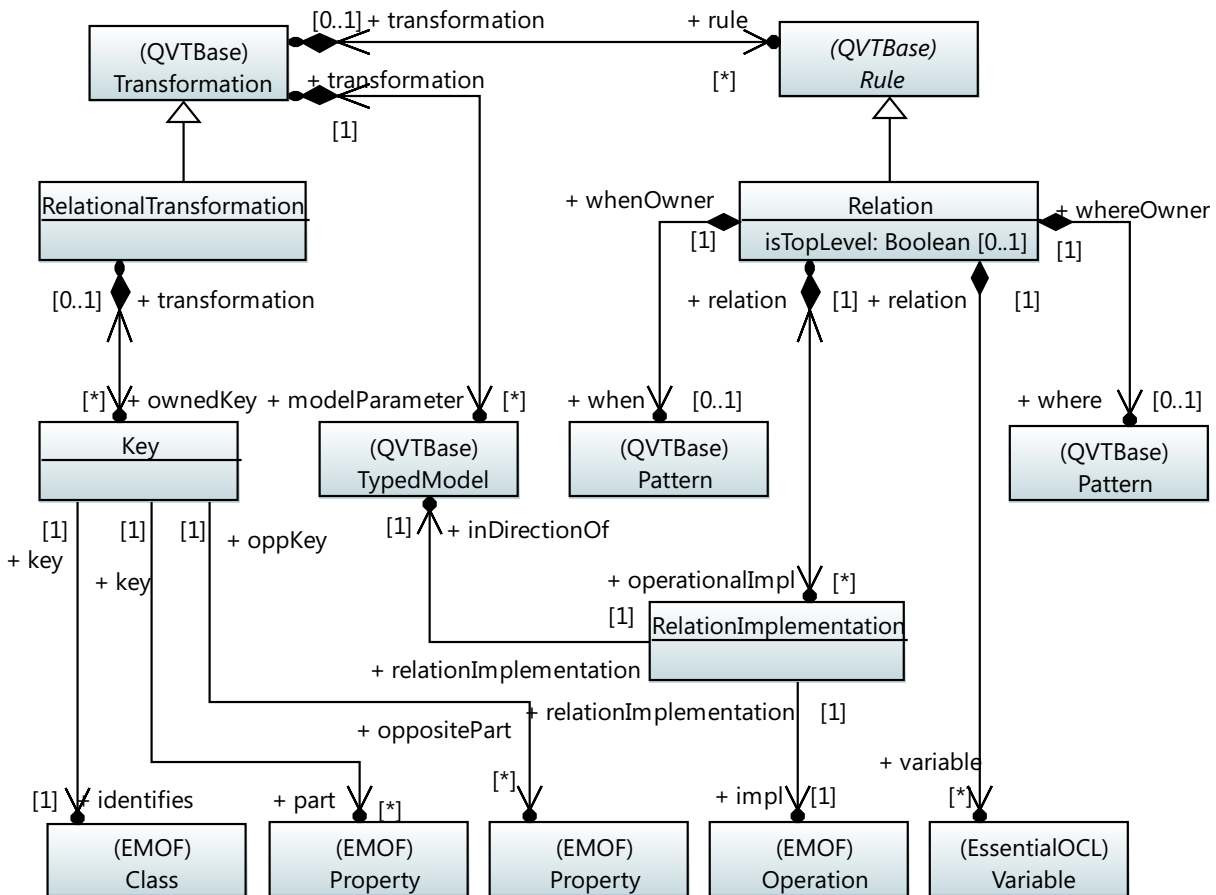 [0..1] + transformation
+ rule
(QVTBase)
Transformation
(QVTBase)
Rule
+ transformation
[*]
[1]
RelationalTransformation
+ whenOwner
Relation
+ whereOwner
[1]
isTopLevel: Boolean [0..1]
[1]
[0..1]
+ transformation
+ relation
[1]
+ relation
[1]
[*]
+ ownedKey
+ modelParameter
[*]
+ when
[0..1]
+ where
[0..1]
Key
(QVTBase)
TypedModel
(QVTBase)
Pattern
(QVTBase)
Pattern
[1]
[1]
[1]
+ oppKey
[1]
+ inDirectionOf
+ key
+ key
+ operationalImpl
[*]
[1]
RelationImplementation
+ relationImplementation
+ relationImplementation
[1]
+ oppositePart
+ variable
[1]
+ identifies
+ part
[*]
[*]
+ impl
[1]
[*]
(EMOF)
Class
(EMOF)
Property
(EMOF)
Property
(EMOF)
Operation
(EssentialOCL)
Variable